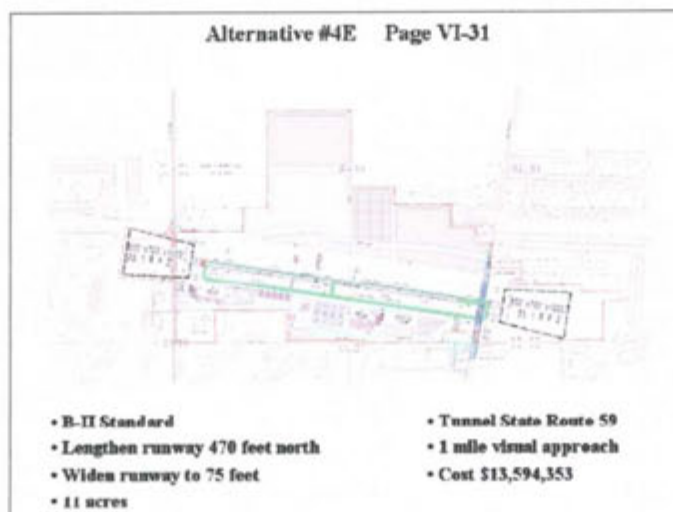 Alternative #4E Page VI-31
• B-II Standard
• Lengthen runway 470 feet north
• Widen runway to 75 feet
• 11 acres
• Tunnel State Route 59
• 1 mile visual approach
• Cost $13,594,353